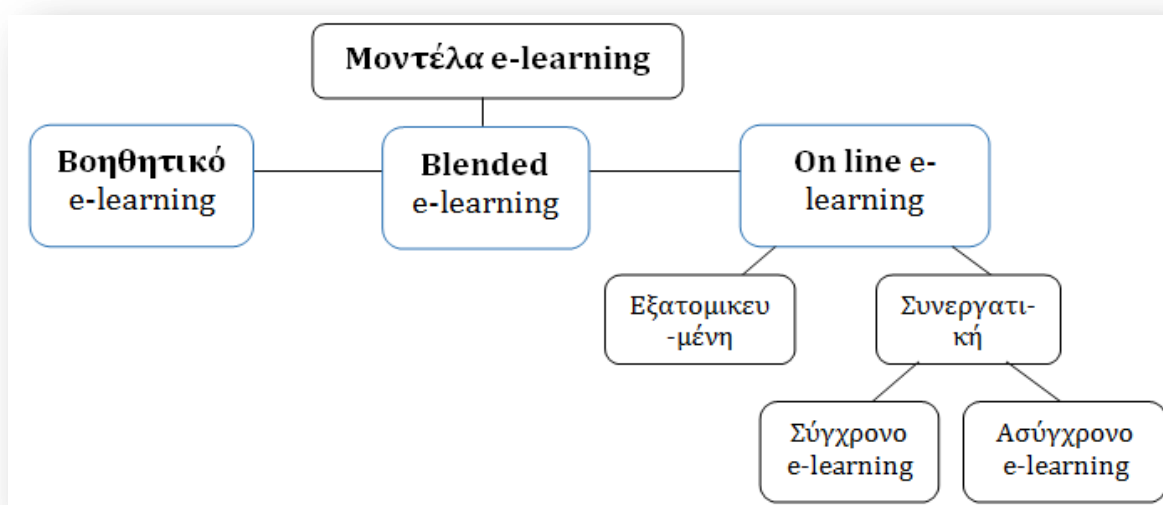 Μοντέλα e-learning
Βοηθητικό
e-learning
Blended
e-learning
On line e-
learning
Εξατομικευ
-μένη
Συνεργατι-
κή
Σύγχρονο
e-learning
Ασύγχρονο
e-learning